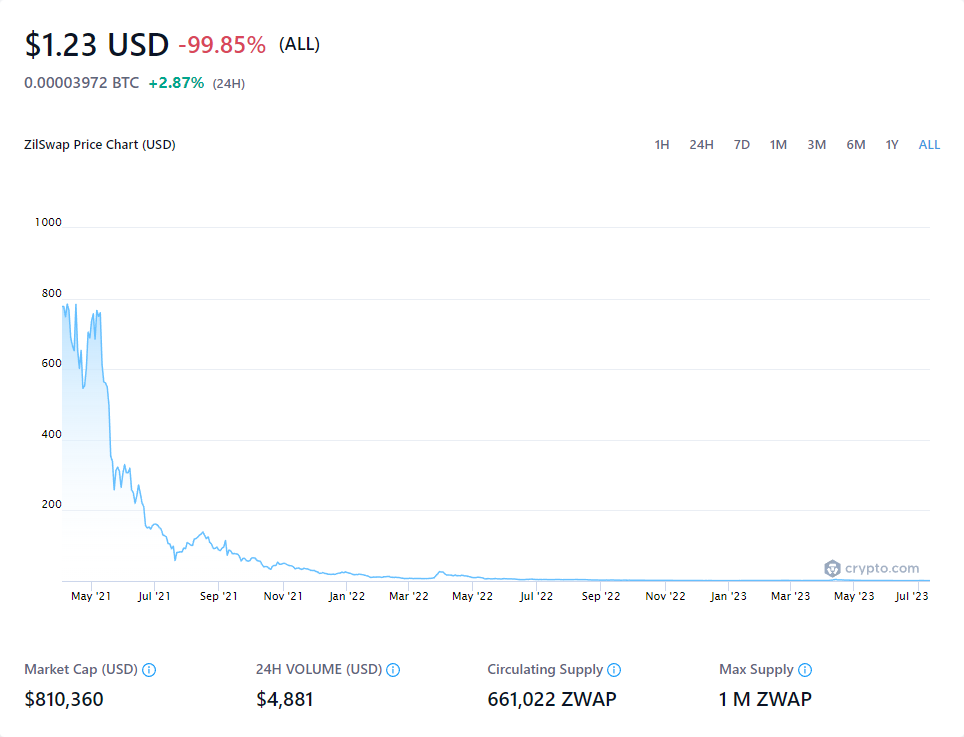 $1.23 USD -99.85% (ALL)
0.00003972 BTC +2.87% (24H)
ZilSwap Price Chart (USD) 1H 24H 7D 1M 3M 6M 1Y ALL
1000
800
600
400
200
crypto.com
May '21 Jul '21 Sep '21 Nov '21 Jan '22 Mar '22 May '22 Jul '22 Sep '22 Nov '22 Jan '23 Mar '23 May '23 Jul '23
Market Cap (USD) 24H VOLUME (USD) Circulating Supply Max Supply
$810,360 $4,881 661,022 ZWAP 1 M ZWAP